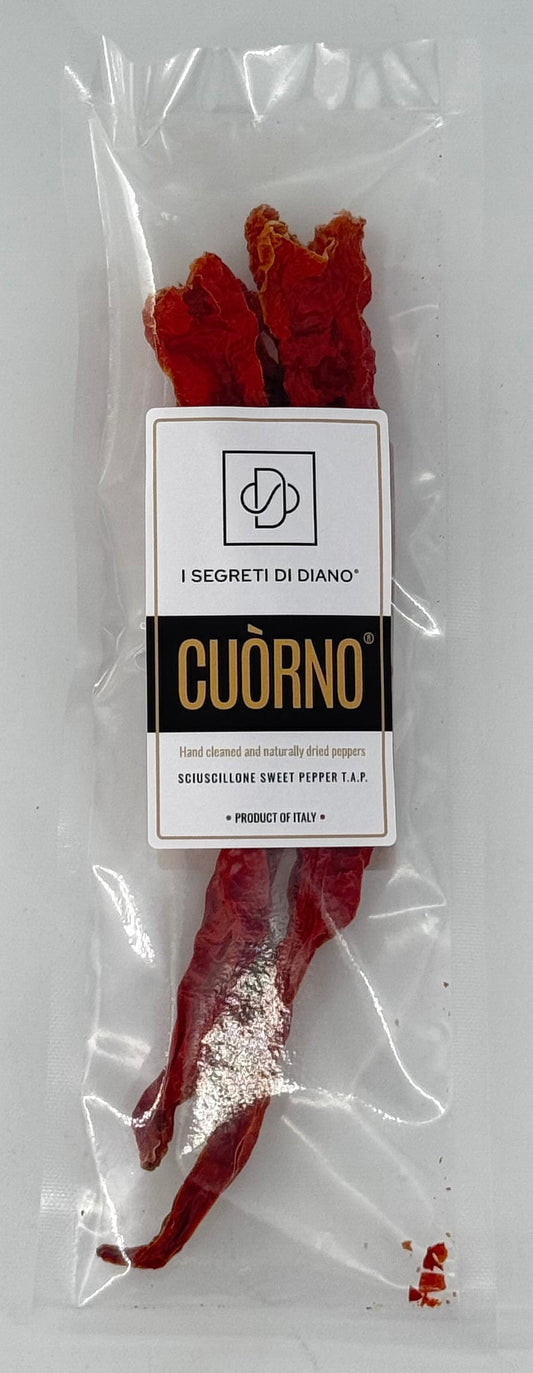 I SEGRETI DI DIANO®
CUÒRNO®
Hand cleaned and naturally dried peppers
SCIUSCILLONE SWEET PEPPER T.A.P.
• PRODUCT OF ITALY •